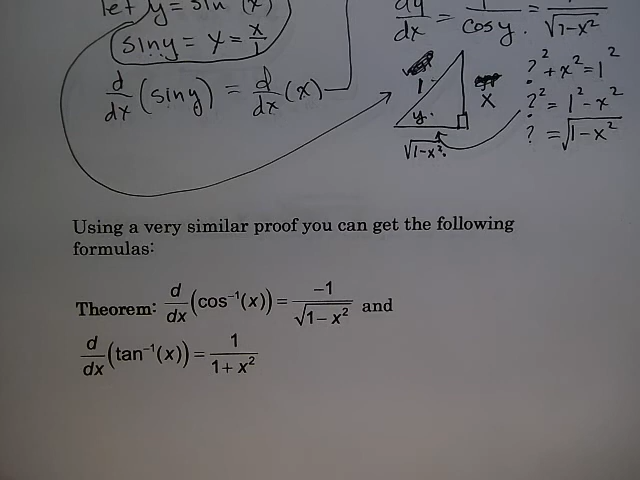 let y = sin (x)
dy/dx = 1/cos y · = 1/√1-x²
sin y = x = x/1
d/dx (sin y) = d/dx (x)
1
x
y
√1-x²
?² + x² = 1²
?² = 1² - x²
? = √1-x²
Using a very similar proof you can get the following
formulas:
Theorem: d/dx (cos⁻¹(x)) = -1/√1-x² and
d/dx (tan⁻¹(x)) = 1/1+x²